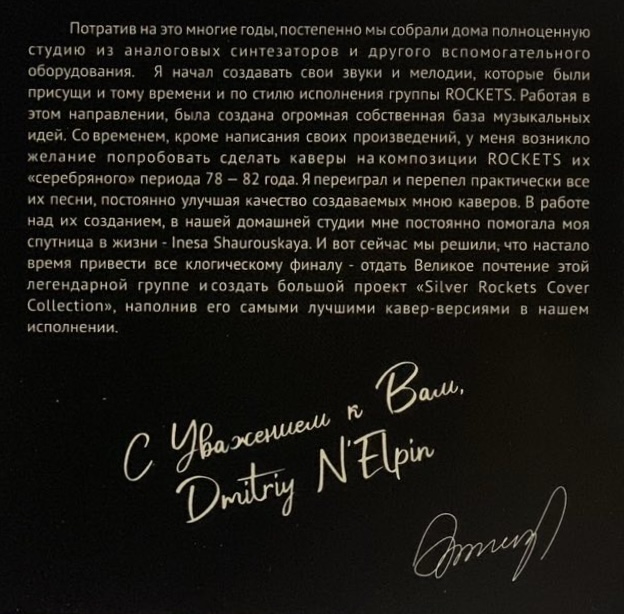 Потратив на это многие годы, постепенно мы собрали дома полноценную
студию из аналоговых синтезаторов и другого вспомогательного
оборудования. Я начал создавать свои звуки и мелодии, которые были
присущи и тому времени и по стилю исполнения группы ROCKETS. Работая в
этом направлении, была создана огромная собственная база музыкальных
идей. Со временем, кроме написания своих произведений, у меня возникло
желание попробовать сделать каверы на композиции ROCKETS их
«серебряного» периода 78 – 82 года. Я переиграл и перепел практически все
их песни, постоянно улучшая качество создаваемых мною каверов. В работе
над их созданием, в нашей домашней студии мне постоянно помогала моя
спутница в жизни - Inesa Shaurouskaya. И вот сейчас мы решили, что настало
время привести все клогическому финалу - отдать Великое почтение этой
легендарной группе и создать большой проект «Silver Rockets Cover
Collection», наполнив его самыми лучшими кавер-версиями в нашем
исполнении.
С Уважением к Вам,
Dmitriy N'Elpin